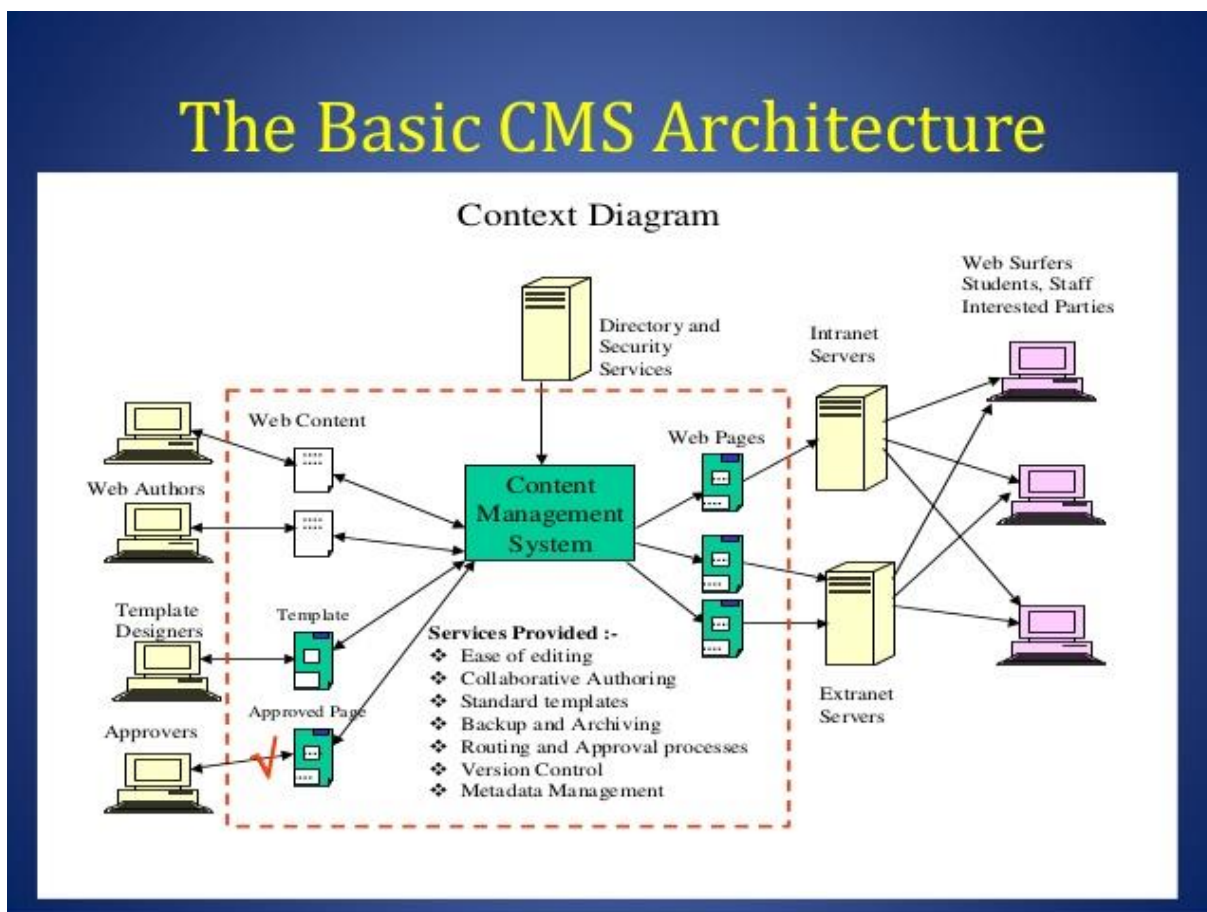 The Basic CMS Architecture
Context Diagram
Web Surfers
Students, Staff
Interested Parties
Directory and
Security
Services
Intranet
Servers
Web Content
Web Pages
Web Authors
Content
Management
System
Template
Designers
Template
Services Provided :-
❖ Ease of editing
❖ Collaborative Authoring
❖ Standard templates
❖ Backup and Archiving
❖ Routing and Approval processes
❖ Version Control
❖ Metadata Management
Approved Page
Approvers
Extranet
Servers